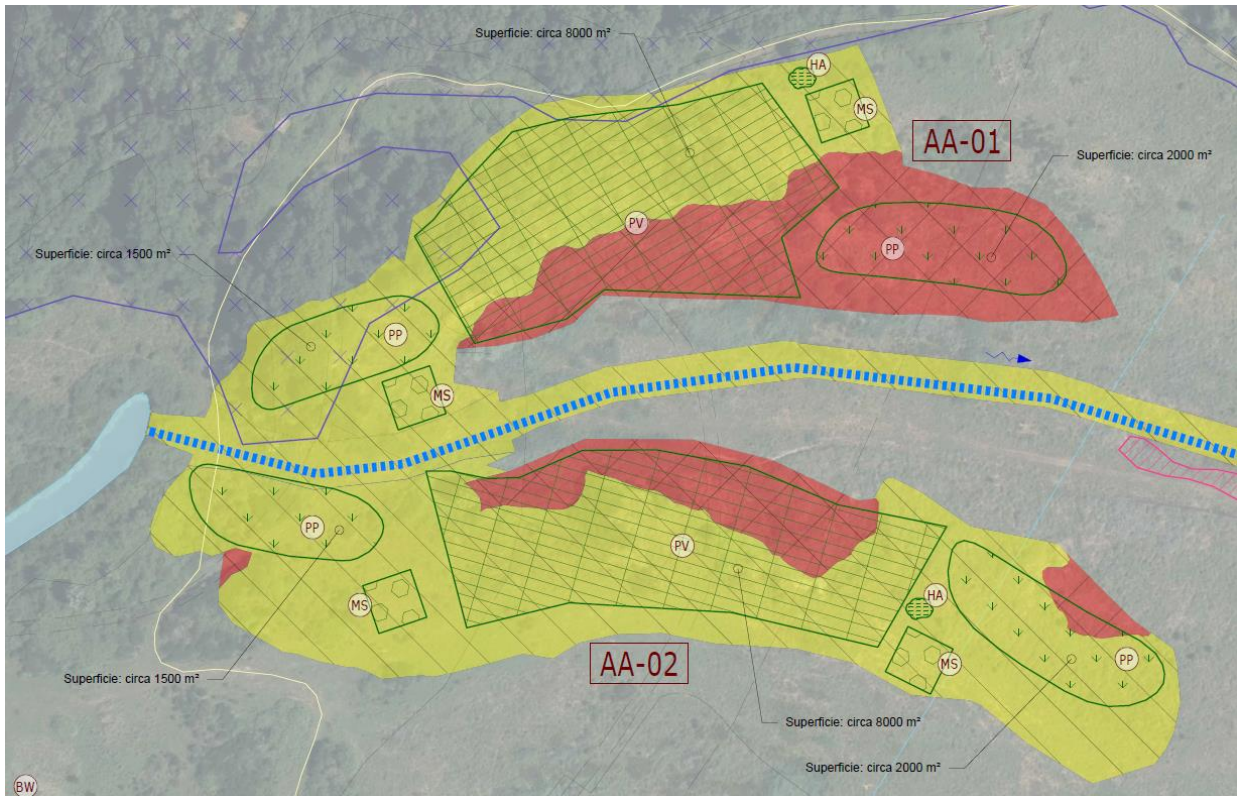 Superficie: circa 8000 m²
HA
MS
AA-01
Superficie: circa 2000 m²
PV
PP
Superficie: circa 1500 m²
PP
MS
PP
PV
MS
HA
AA-02
MS
PP
Superficie: circa 1500 m²
Superficie: circa 8000 m²
Superficie: circa 2000 m²
BW